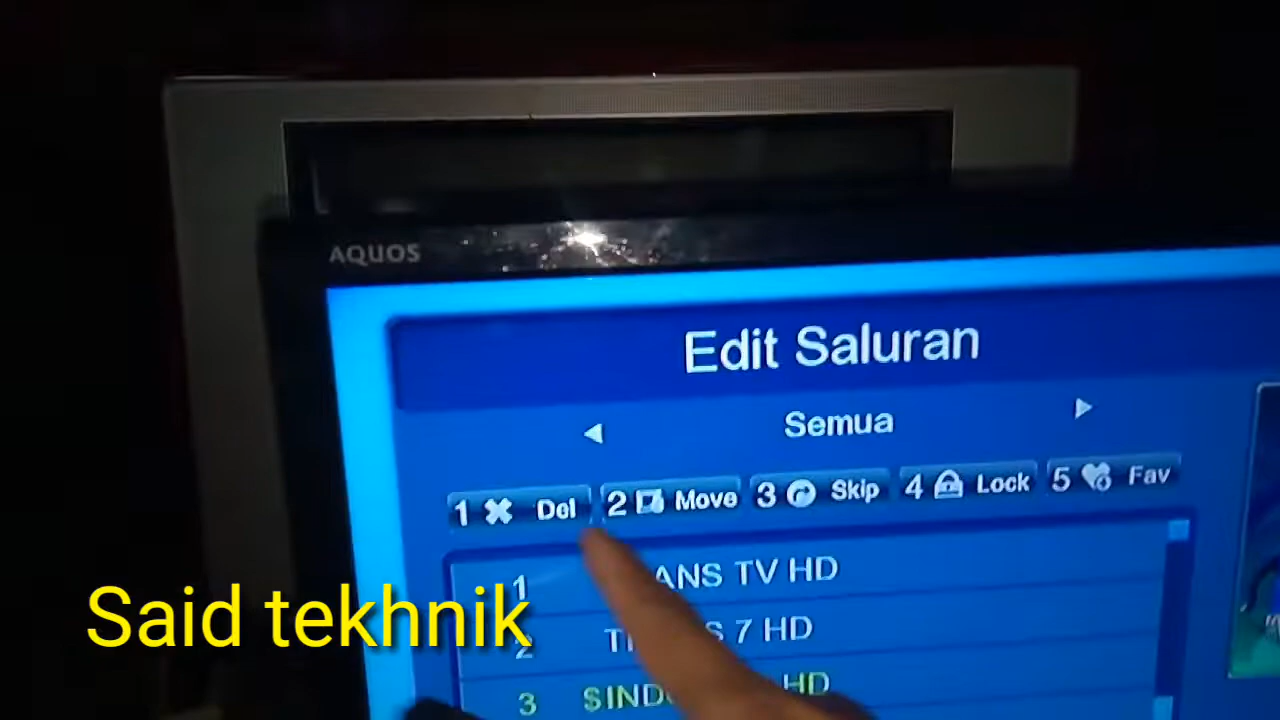 AQUOS
Edit Saluran
Semua
1 Del 2 Move 3 Skip 4 Lock 5 Fav
1 ANS TV HD
2 7 HD
3 $ HD
Said tekhnik